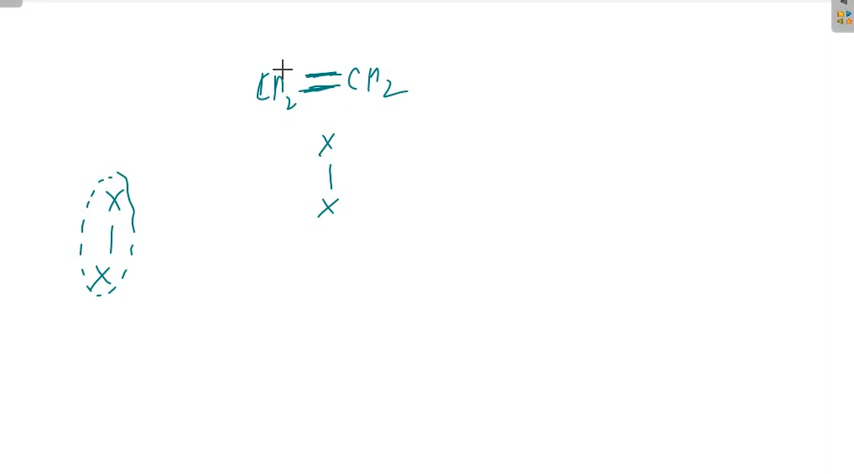 CH₂=CH₂
X
|
X
X
|
X